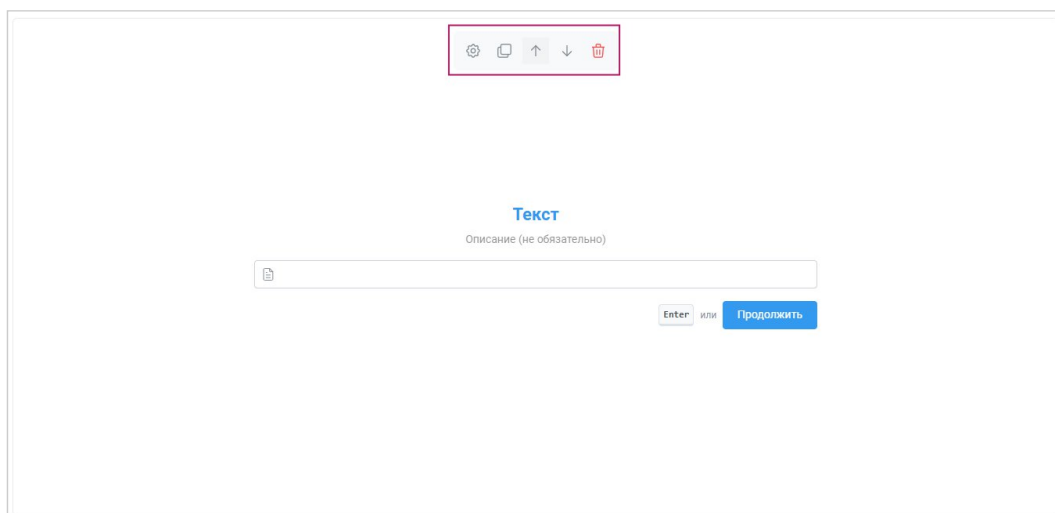 Текст
Описание (не обязательно)
Enter или Продолжить